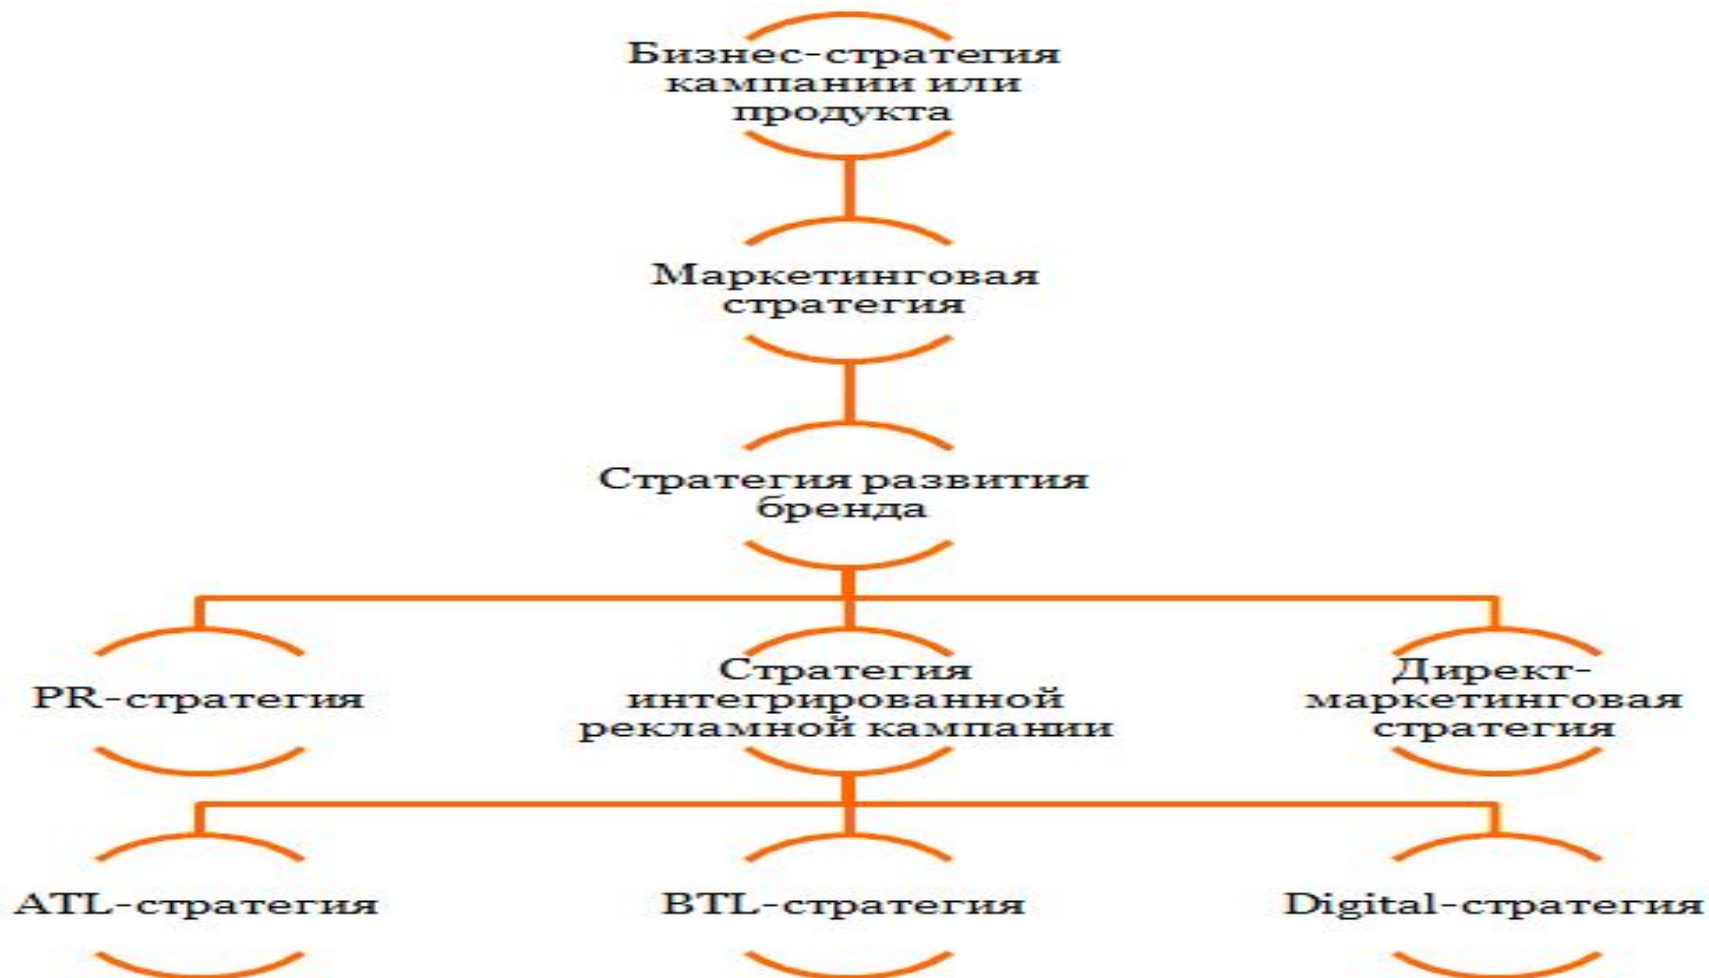 Бизнес-стратегия
кампании или
продукта
Маркетинговая
стратегия
Стратегия развития
бренда
PR-стратегия
Стратегия
интегрированной
рекламной кампании
Директ-
маркетинговая
стратегия
ATL-стратегия
BTL-стратегия
Digital-стратегия